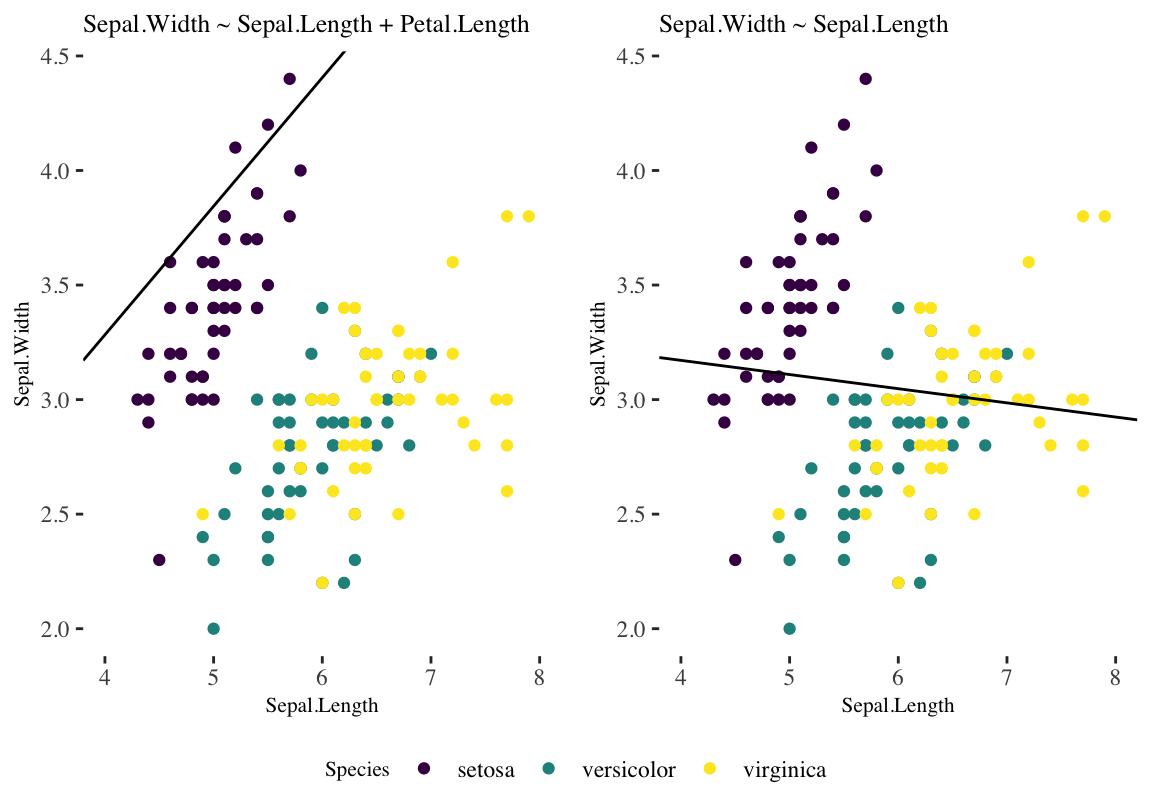 Sepal.Width ~ Sepal.Length + Petal.Length
4.5
4.0
3.5
3.0
2.5
2.0
Sepal.Width
4 5 6 7 8
Sepal.Length
Sepal.Width ~ Sepal.Length
4.5
4.0
3.5
3.0
2.5
2.0
Sepal.Width
4 5 6 7 8
Sepal.Length
Species setosa versicolor virginica